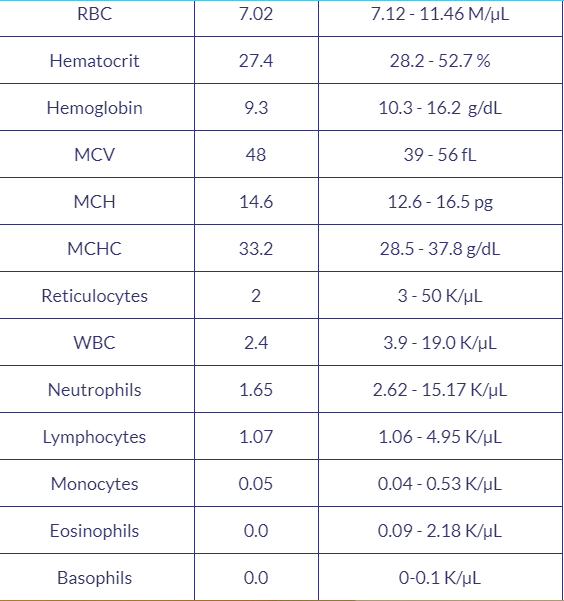 RBC 7.02 7.12 - 11.46 M/μL
Hematocrit 27.4 28.2 - 52.7 %
Hemoglobin 9.3 10.3 - 16.2 g/dL
MCV 48 39 - 56 fL
MCH 14.6 12.6 - 16.5 pg
MCHC 33.2 28.5 - 37.8 g/dL
Reticulocytes 2 3 - 50 K/μL
WBC 2.4 3.9 - 19.0 K/μL
Neutrophils 1.65 2.62 - 15.17 K/μL
Lymphocytes 1.07 1.06 - 4.95 K/μL
Monocytes 0.05 0.04 - 0.53 K/μL
Eosinophils 0.0 0.09 - 2.18 K/μL
Basophils 0.0 0-0.1 K/μL